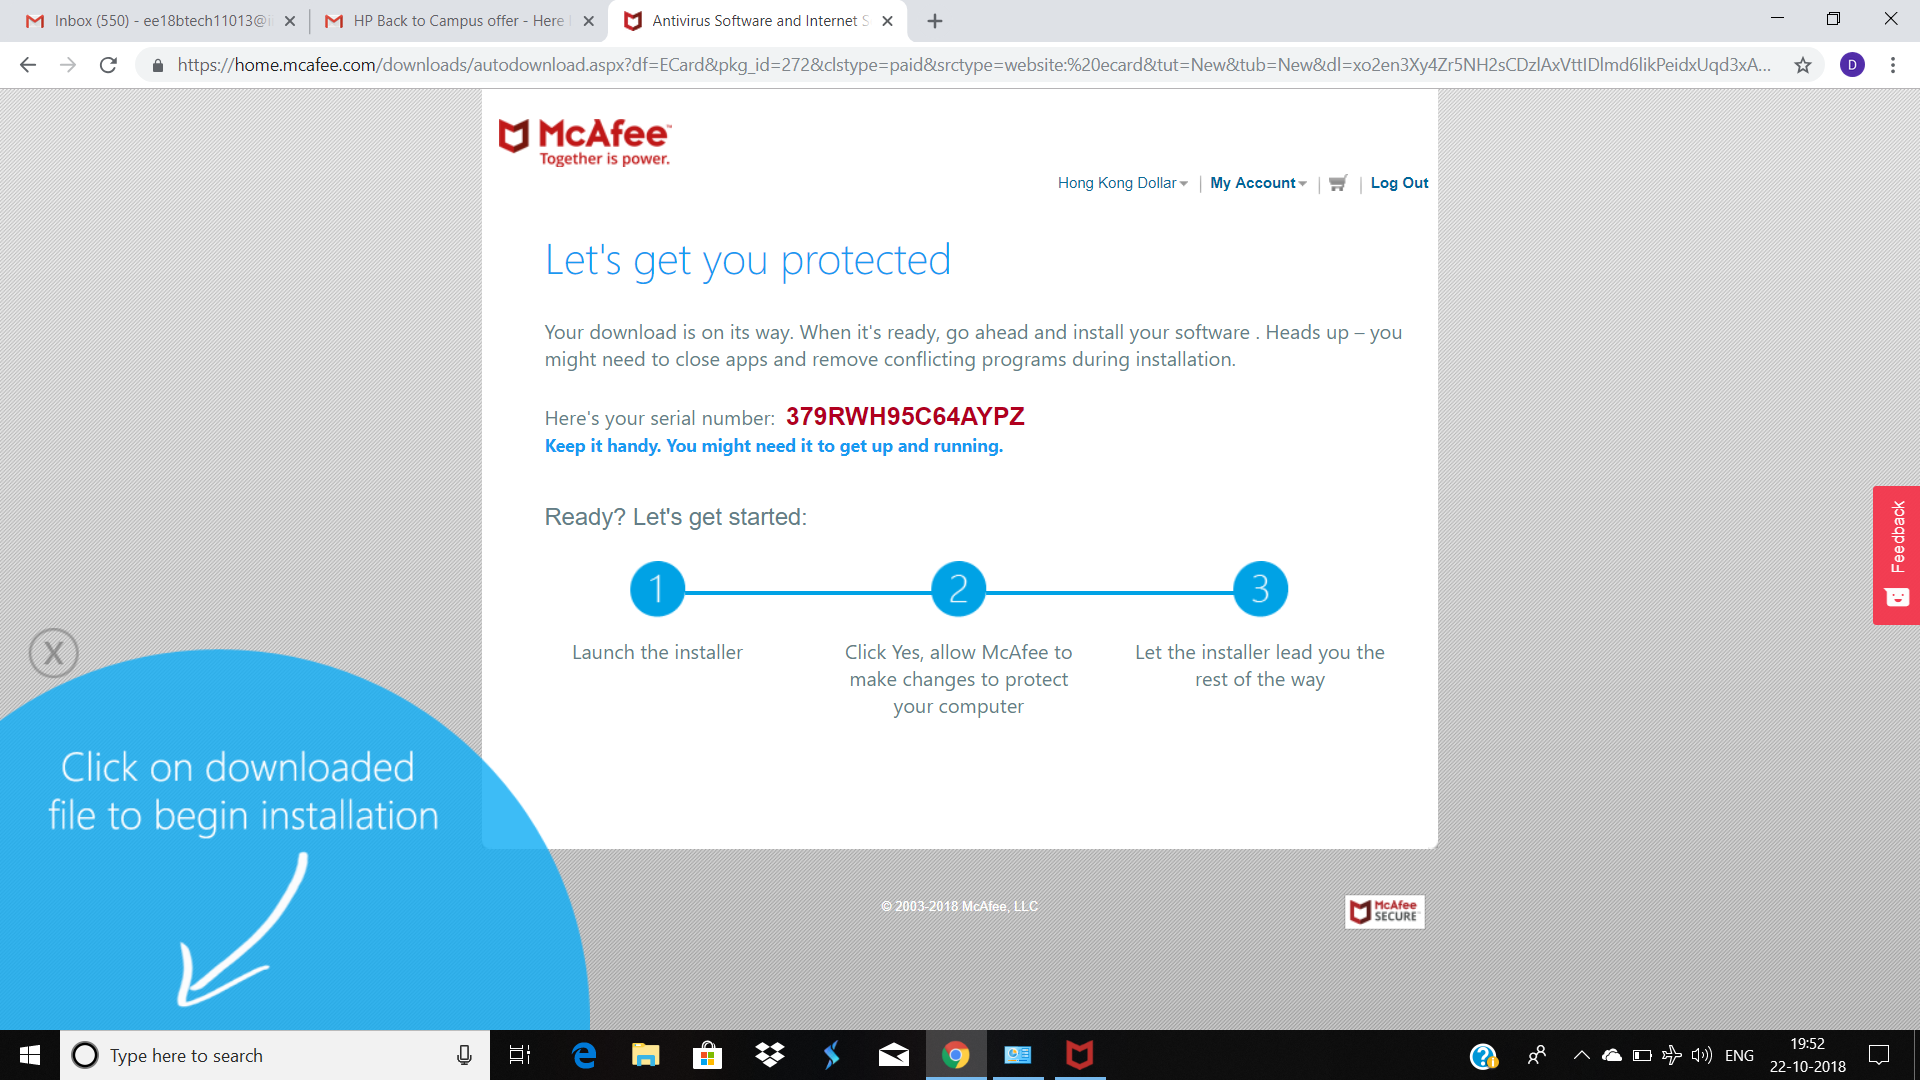 Inbox (550) - ee18btech11013@i
HP Back to Campus offer - Here
Antivirus Software and Internet S
https://home.mcafee.com/downloads/autodownload.aspx?df=ECard&pkg_id=272&clstype=paid&srctype=website:%20ecard&tut=New&tub=New&dl=xo2en3Xy4Zr5NH2sCDzlAxVttIDlmd6likPeidxUqd3xA...
D
McAfee™
Together is power.
Hong Kong Dollar | My Account | | Log Out
Let's get you protected
Your download is on its way. When it's ready, go ahead and install your software . Heads up – you
might need to close apps and remove conflicting programs during installation.
Here's your serial number: 379RWH95C64AYPZ
Keep it handy. You might need it to get up and running.
Ready? Let's get started:
1
2
3
Launch the installer
Click Yes, allow McAfee to
make changes to protect
your computer
Let the installer lead you the
rest of the way
Feedback
X
Click on downloaded
file to begin installation
© 2003-2018 McAfee, LLC
McAfee
SECURE
Type here to search
ENG
19:52
22-10-2018